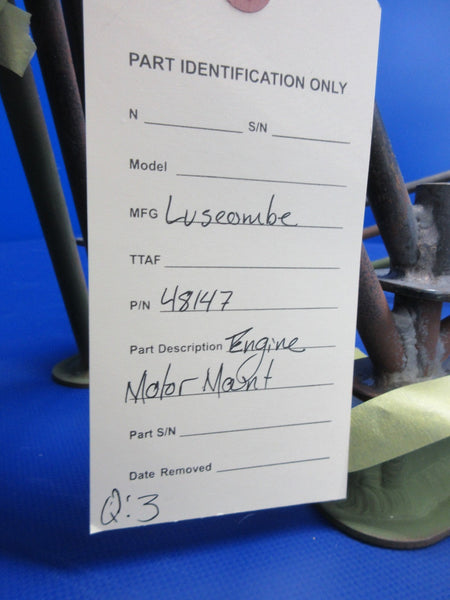 PART IDENTIFICATION ONLY
N S/N
Model
MFG Luscombe
TTAF
P/N 48147
Part Description Engine
Motor Mount
Part S/N
Date Removed
Q:3